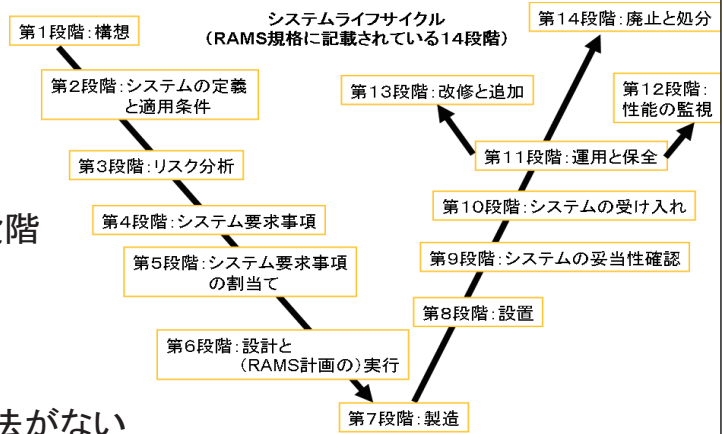 システムライフサイクル
(RAMS規格に記載されている14段階)
第1段階:構想
第2段階:システムの定義
と適用条件
第3段階:リスク分析
第4段階:システム要求事項
第5段階:システム要求事項
の割当て
第6段階:設計と
(RAMS計画の)実行
第7段階:製造
第8段階:設置
第9段階:システムの妥当性確認
第10段階:システムの受け入れ
第11段階:運用と保全
第12段階:
性能の監視
第13段階:改修と追加
第14段階:廃止と処分
階
法がない